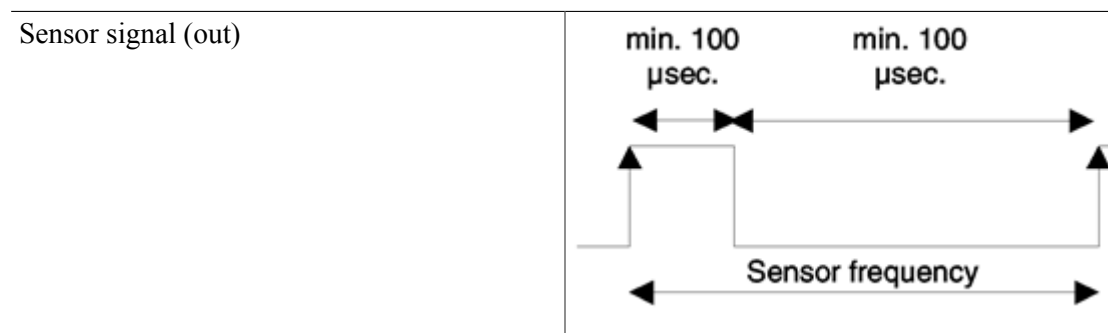 Sensor signal (out)
min. 100
µsec.
min. 100
µsec.
Sensor frequency